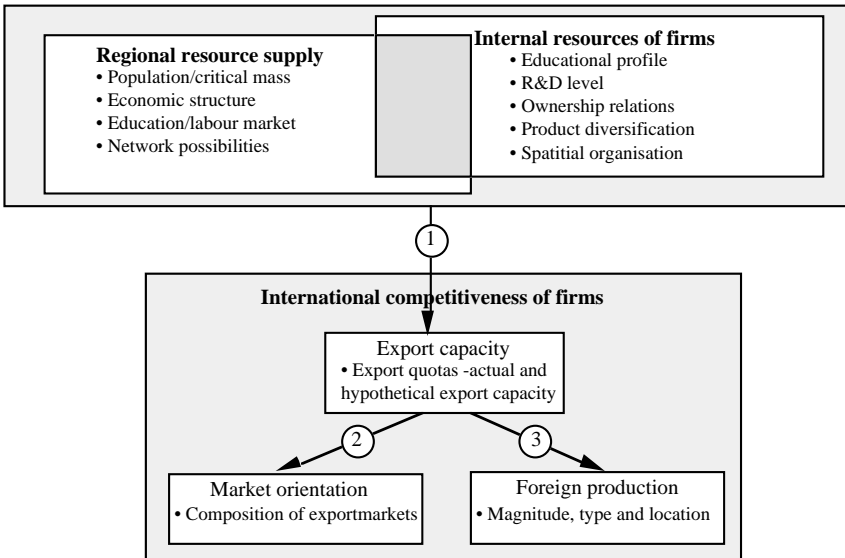 Regional resource supply
• Population/critical mass
• Economic structure
• Education/labour market
• Network possibilities
Internal resources of firms
• Educational profile
• R&D level
• Ownership relations
• Product diversification
• Spatitial organisation
1
International competitiveness of firms
Export capacity
• Export quotas -actual and
hypothetical export capacity
2
3
Market orientation
• Composition of exportmarkets
Foreign production
• Magnitude, type and location